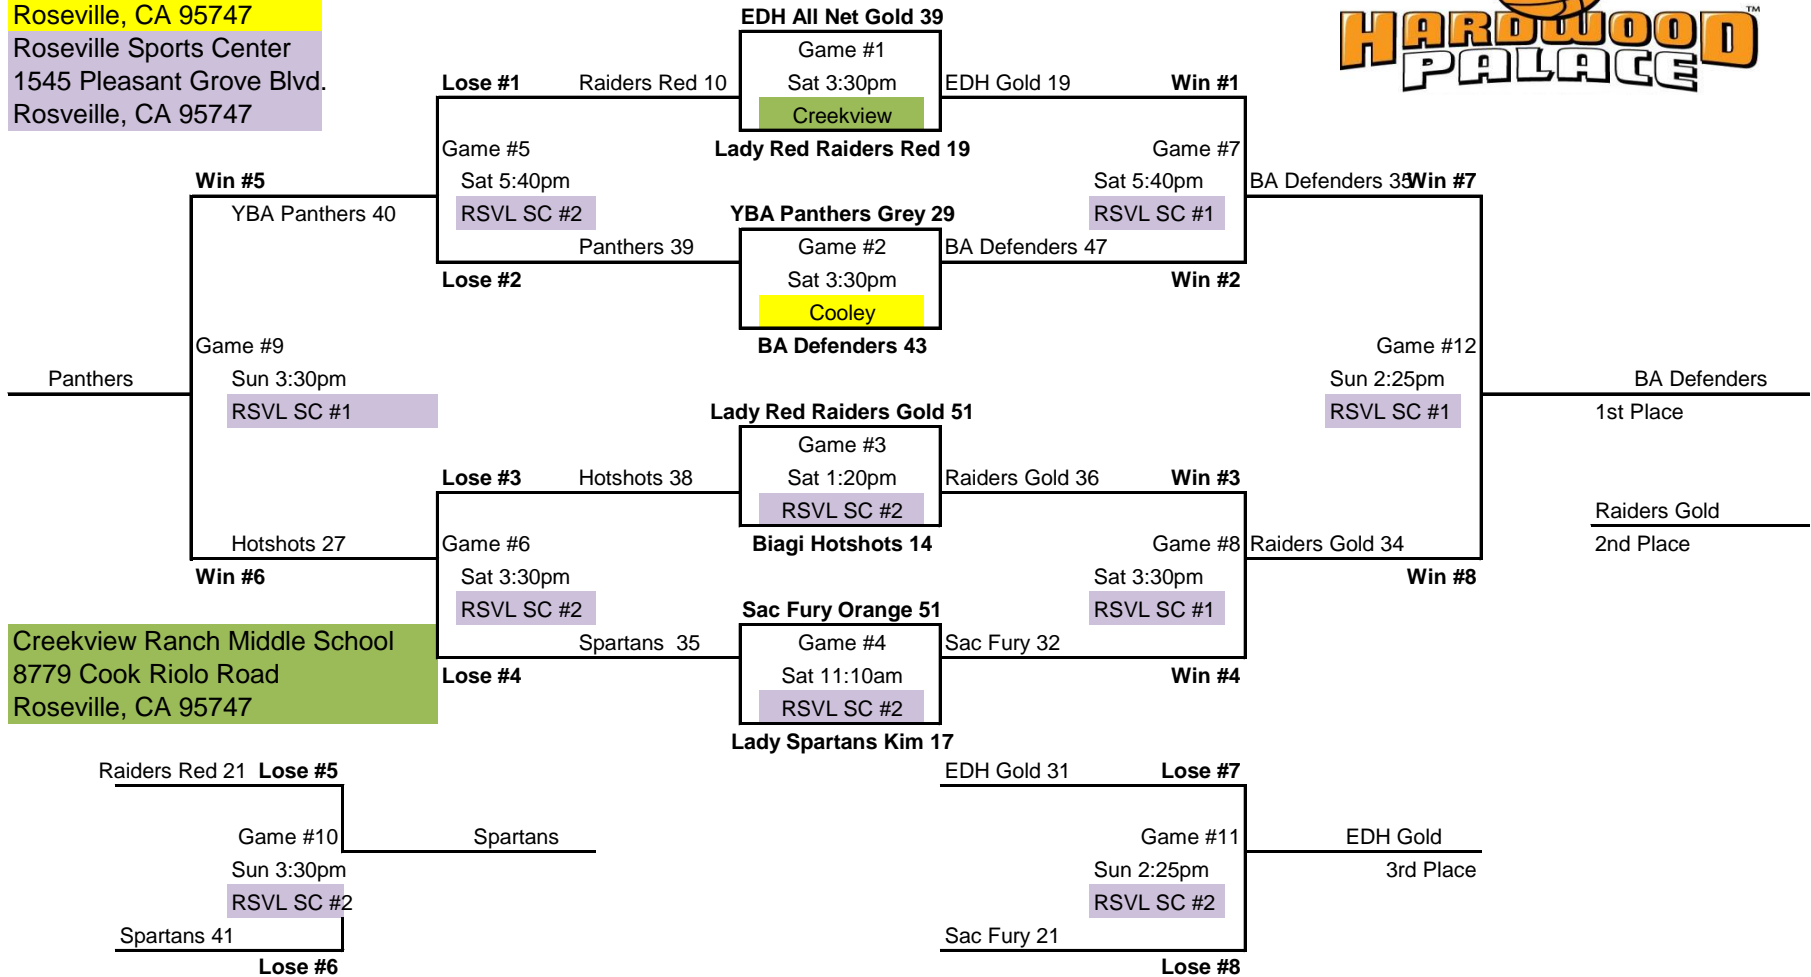 Roseville, CA 95747
Roseville Sports Center
1545 Pleasant Grove Blvd.
Rosveille, CA 95747
HARDWOOD
PALACE
TM
EDH All Net Gold 39
Game #1
Lose #1 Raiders Red 10 Sat 3:30pm EDH Gold 19 Win #1
Creekview
Game #5 Lady Red Raiders Red 19 Game #7
Win #5 Sat 5:40pm Sat 5:40pm BA Defenders 35 Win #7
YBA Panthers 40 RSVL SC #2 YBA Panthers Grey 29 RSVL SC #1
Panthers 39 Game #2 BA Defenders 47
Lose #2 Sat 3:30pm Win #2
Cooley
Game #9 BA Defenders 43 Game #12
Panthers Sun 3:30pm Sun 2:25pm BA Defenders
RSVL SC #1 Lady Red Raiders Gold 51 RSVL SC #1 1st Place
Game #3
Lose #3 Hotshots 38 Sat 1:20pm Raiders Gold 36 Win #3
RSVL SC #2 Raiders Gold
Hotshots 27 Game #6 Biagi Hotshots 14 Game #8 Raiders Gold 34 2nd Place
Win #6 Sat 3:30pm Sat 3:30pm Win #8
RSVL SC #2 Sac Fury Orange 51 RSVL SC #1
Creekview Ranch Middle School Spartans 35 Game #4 Sac Fury 32
8779 Cook Riolo Road Lose #4 Sat 11:10am Win #4
Roseville, CA 95747 RSVL SC #2
Lady Spartans Kim 17
Raiders Red 21 Lose #5 EDH Gold 31 Lose #7
Game #10 Spartans Game #11 EDH Gold
Sun 3:30pm Sun 2:25pm 3rd Place
RSVL SC #2 RSVL SC #2
Spartans 41 Sac Fury 21
Lose #6 Lose #8